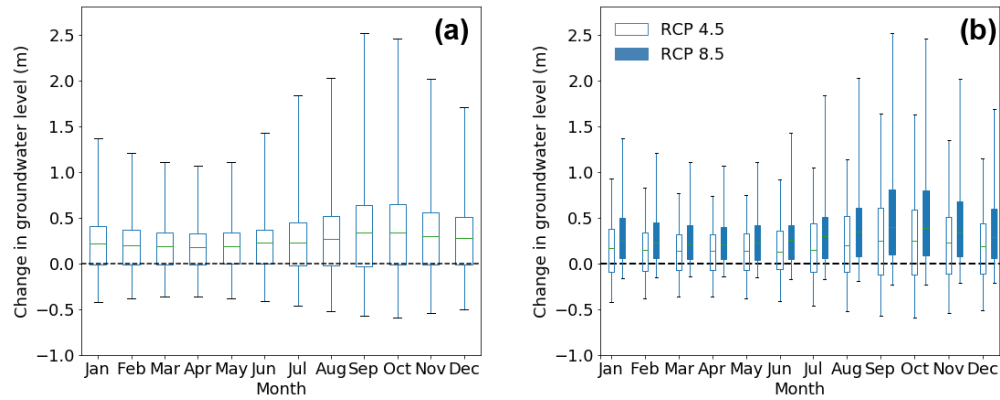 (a)
Change in groundwater level (m)
2.5
2.0
1.5
1.0
0.5
0.0
−0.5
−1.0
Jan Feb Mar Apr May Jun Jul Aug Sep Oct Nov Dec
Month
(b)
RCP 4.5
RCP 8.5
Change in groundwater level (m)
2.5
2.0
1.5
1.0
0.5
0.0
−0.5
−1.0
Jan Feb Mar Apr May Jun Jul Aug Sep Oct Nov Dec
Month